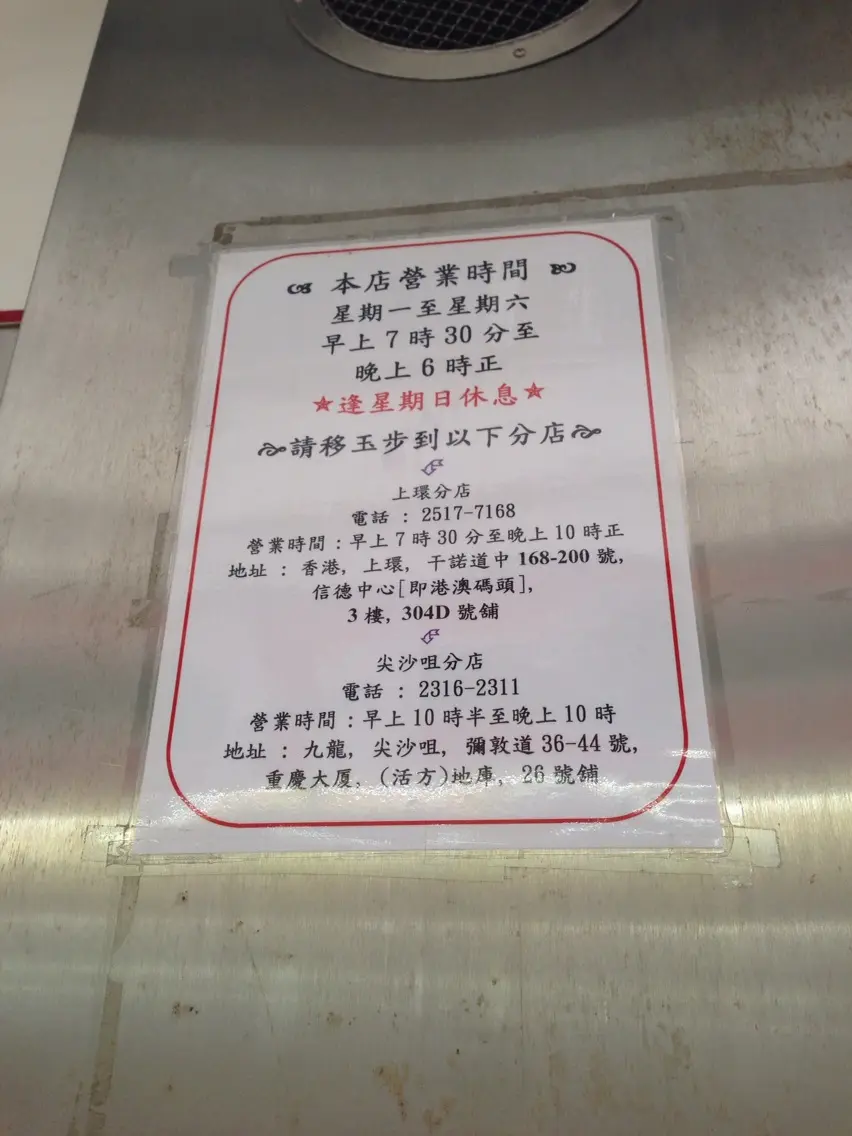 本店營業時間
星期一至星期六
早上 7 時 30 分至
晚上 6 時正
★逢星期日休息★
請移玉步到以下分店
上環分店
電話 : 2517-7168
營業時間 : 早上 7 時 30 分至晚上 10 時正
地址 : 香港, 上環, 干諾道中 168-200 號,
信德中心[即港澳碼頭],
3 樓, 304D 號舖
尖沙咀分店
電話 : 2316-2311
營業時間 : 早上 10 時半至晚上 10 時
地址 : 九龍, 尖沙咀, 彌敦道 36-44 號,
重慶大厦, (活方)地庫, 26 號舖